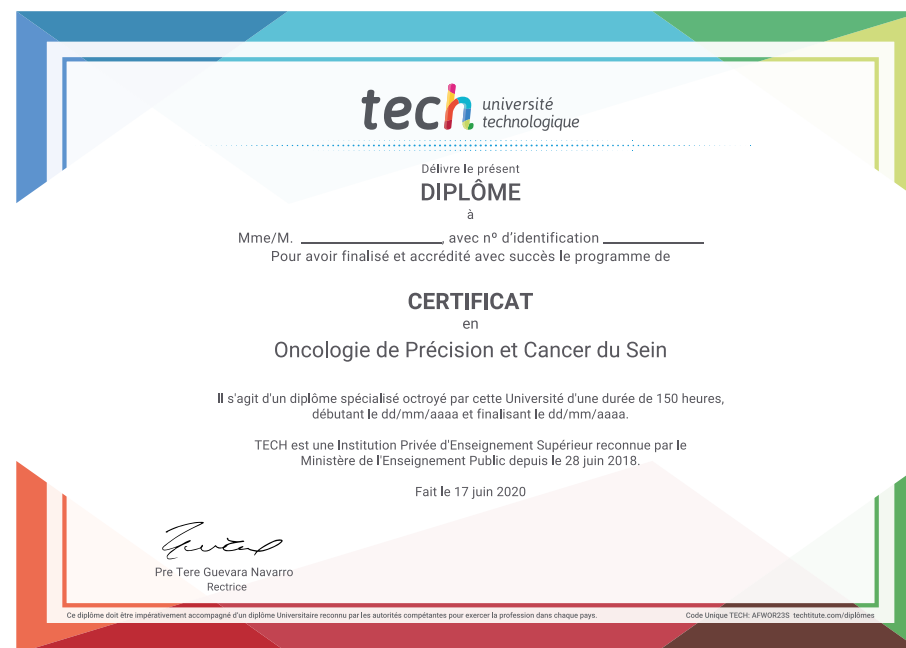 tech université
technologique
Délivre le présent
DIPLÔME
à
Mme/M. ____________________, avec nº d'identification ______________
Pour avoir finalisé et accrédité avec succès le programme de
CERTIFICAT
en
Oncologie de Précision et Cancer du Sein
Il s'agit d'un diplôme spécialisé octroyé par cette Université d'une durée de 150 heures,
débutant le dd/mm/aaaa et finalisant le dd/mm/aaaa.
TECH est une Institution Privée d'Enseignement Supérieur reconnue par le
Ministère de l'Enseignement Public depuis le 28 juin 2018.
Fait le 17 juin 2020
Pre Tere Guevara Navarro
Rectrice
Ce diplôme doit être impérativement accompagné d'un diplôme Universitaire reconnu par les autorités compétentes pour exercer la profession dans chaque pays. Code Unique TECH: AFWOR23S techtitute.com/diplômes